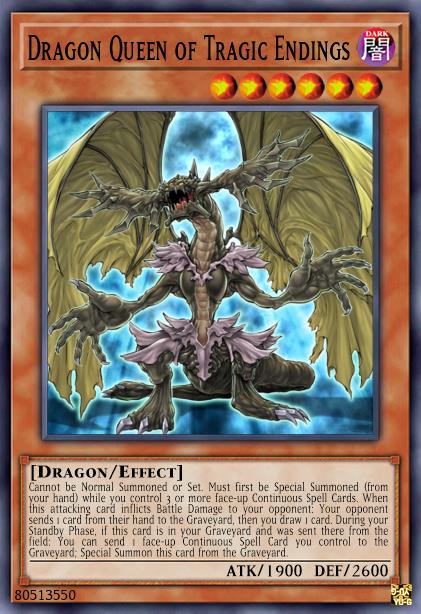 Dragon Queen of Tragic Endings
DARK
闇
[Dragon/Effect]
Cannot be Normal Summoned or Set. Must first be Special Summoned (from
your hand) while you control 3 or more face-up Continuous Spell Cards. When
this attacking card inflicts Battle Damage to your opponent: Your opponent
sends 1 card from their hand to the Graveyard, then you draw 1 card. During your
Standby Phase, if this card is in your Graveyard and was sent there from the
field: You can send 1 face-up Continuous Spell Card you control to the
Graveyard; Special Summon this card from the Graveyard.
ATK/1900 DEF/2600
80513550